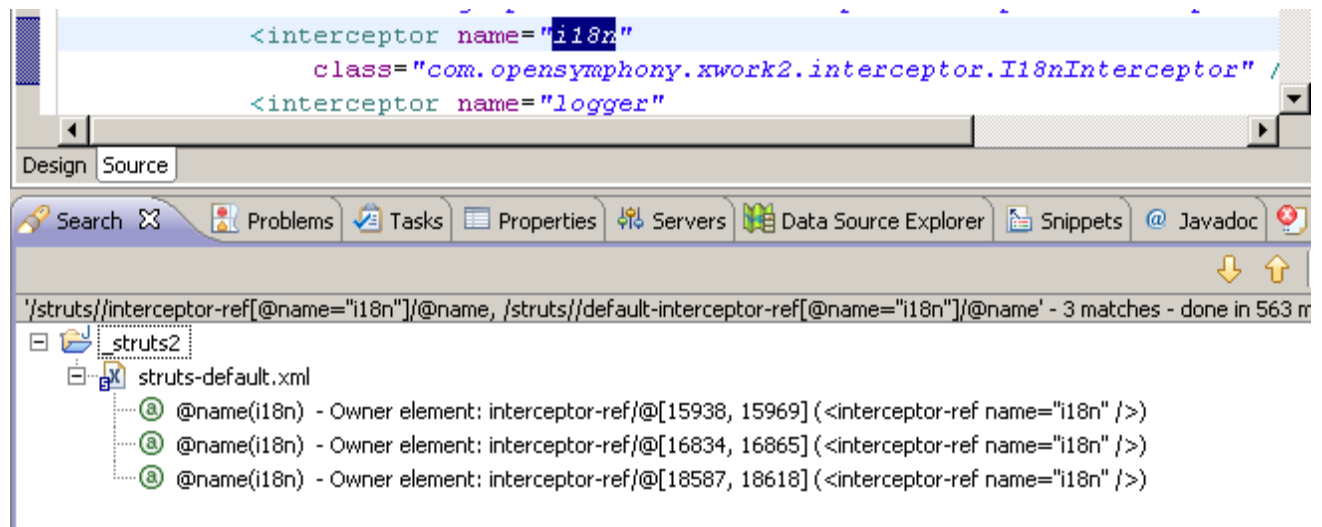 <interceptor name="i18n"
class="com.opensymphony.xwork2.interceptor.I18nInterceptor" /
<interceptor name="logger"
Design Source
Search Problems Tasks Properties Servers Data Source Explorer Snippets @ Javadoc
'/struts//interceptor-ref[@name="i18n"]/@name, /struts//default-interceptor-ref[@name="i18n"]/@name' - 3 matches - done in 563 m
_struts2
struts-default.xml
@name(i18n) - Owner element: interceptor-ref/@[15938, 15969] (<interceptor-ref name="i18n" />)
@name(i18n) - Owner element: interceptor-ref/@[16834, 16865] (<interceptor-ref name="i18n" />)
@name(i18n) - Owner element: interceptor-ref/@[18587, 18618] (<interceptor-ref name="i18n" />)